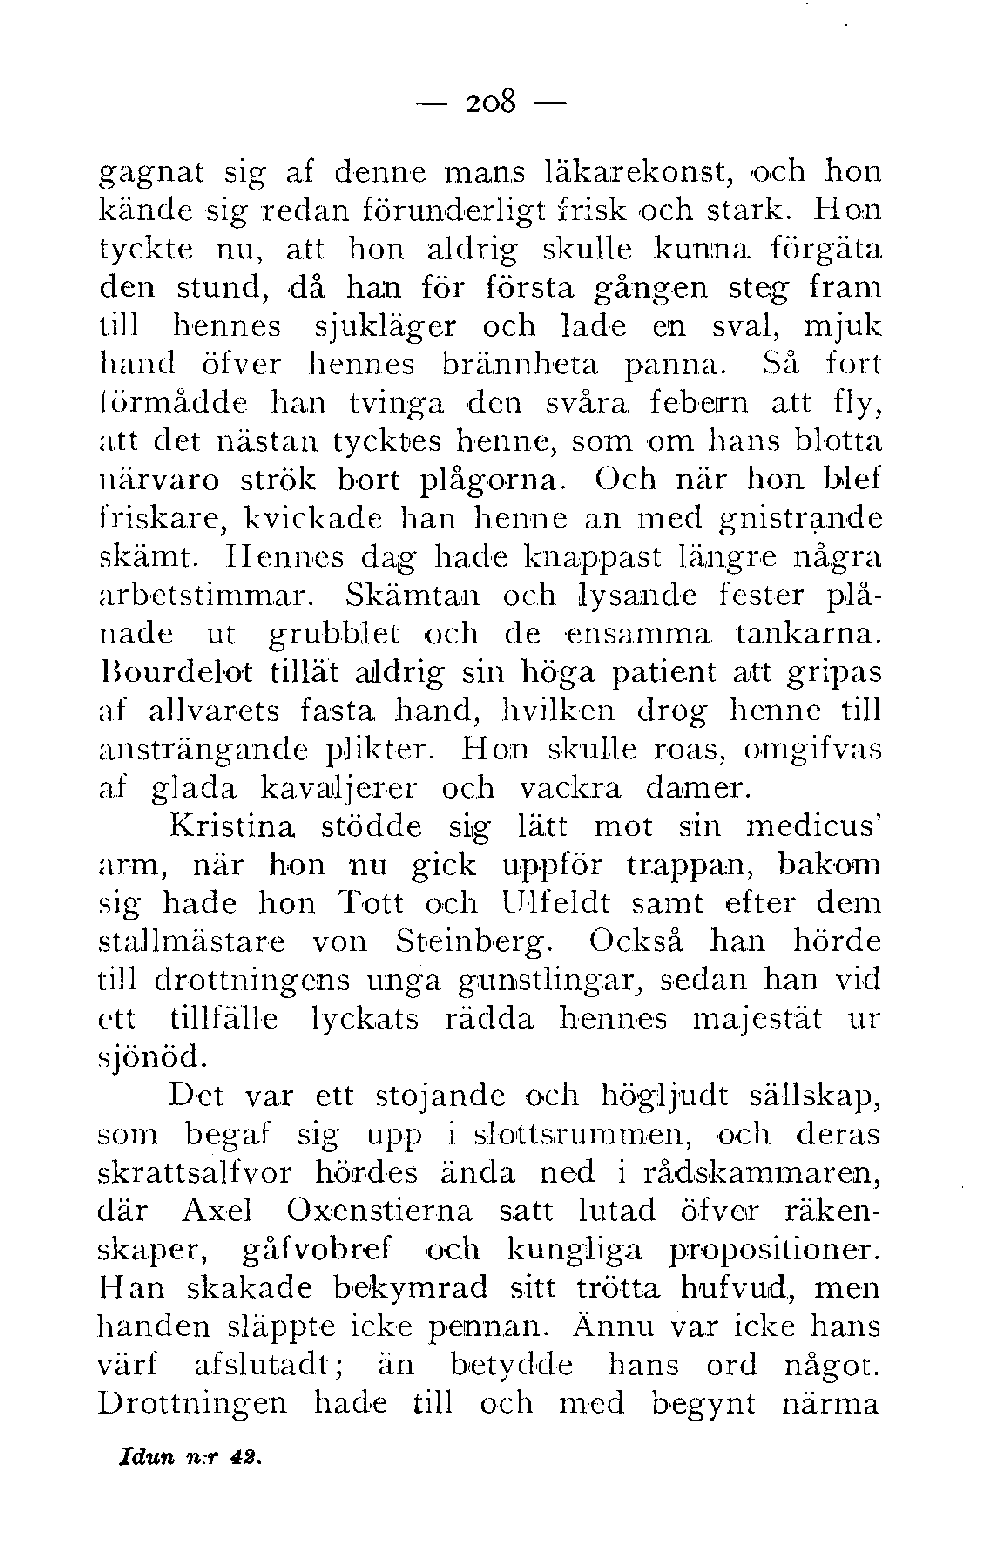 — 208 —
gagnat sig af denne mans läkarekonst, och hon
kände sig redan förunderligt frisk och stark. Hon
tyckte nu, att hon aldrig skulle kunna förgäta
den stund, då han för första gången steg fram
till hennes sjukläger och lade en sval, mjuk
hand öfver hennes brännheta panna. Så fort
förmådde han tvinga den svåra febern att fly,
att det nästan tycktes henne, som om hans blotta
närvaro strök bort plågorna. Och när hon blef
friskare, kvickade han henne an med gnistrande
skämt. Hennes dag hade knappast längre några
arbetstimmar. Skämtan och lysande fester plå-
nade ut grubblet och de ensamma tankarna.
Bourdelot tillät aldrig sin höga patient att gripas
af allvarets fasta hand, hvilken drog henne till
ansträngande plikter. Hon skulle roas, omgifvas
af glada kavaljerer och vackra damer.
Kristina stödde sig lätt mot sin medicus'
arm, när hon nu gick uppför trappan, bakom
sig hade hon Tott och Ulfeldt samt efter dem
stallmästare von Steinberg. Också han hörde
till drottningens unga gunstlingar, sedan han vid
ett tillfälle lyckats rädda hennes majestät ur
sjönöd.
Det var ett stojande och högljudt sällskap,
som begaf sig upp i slottsrummen, och deras
skrattsalfvor hördes ända ned i rådskammaren,
där Axel Oxenstierna satt lutad öfver räken-
skaper, gåfvobref och kungliga propositioner.
Han skakade bekymrad sitt trötta hufvud, men
handen släppte icke pennan. Ännu var icke hans
värf afslutadt; än betydde hans ord något.
Drottningen hade till och med begynt närma
Idun n:r 42.